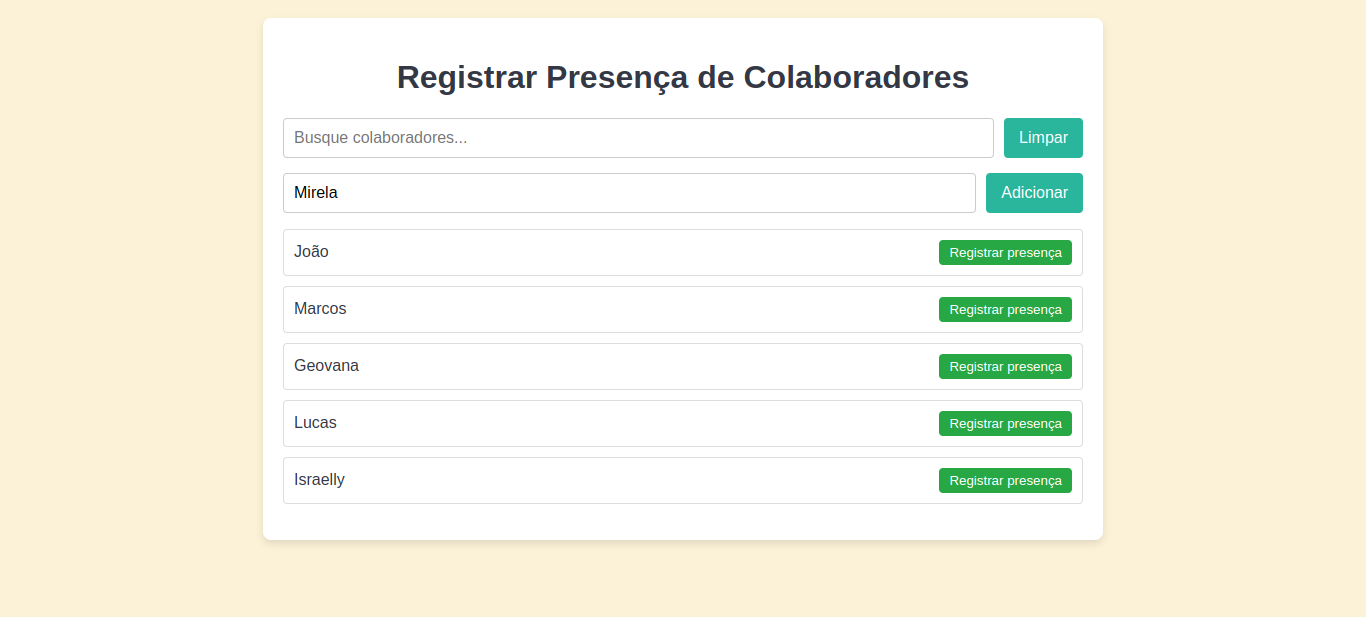 Registrar Presença de Colaboradores
Busque colaboradores... Limpar
Mirela Adicionar
João Registrar presença
Marcos Registrar presença
Geovana Registrar presença
Lucas Registrar presença
Israelly Registrar presença